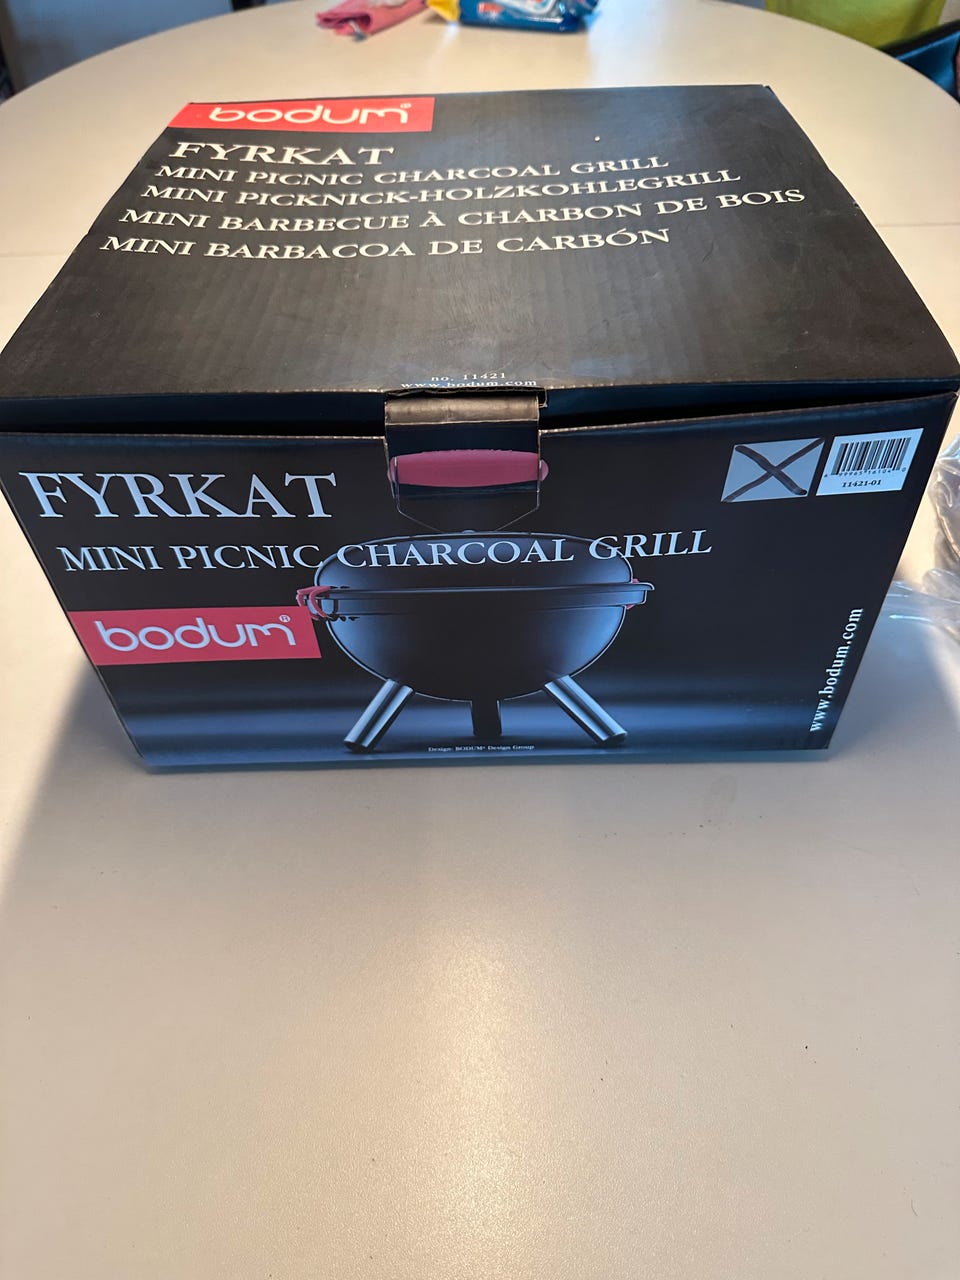 bodum®
FYRKAT
MINI PICNIC CHARCOAL GRILL
MINI PICKNICK-HOLZKOHLEGRILL
MINI BARBECUE À CHARBON DE BOIS
MINI BARBACOA DE CARBÓN
no. 11421
www.bodum.com
FYRKAT
MINI PICNIC CHARCOAL GRILL
bodum®
11421-01
www.bodum.com
Design: BODUM® Design Group